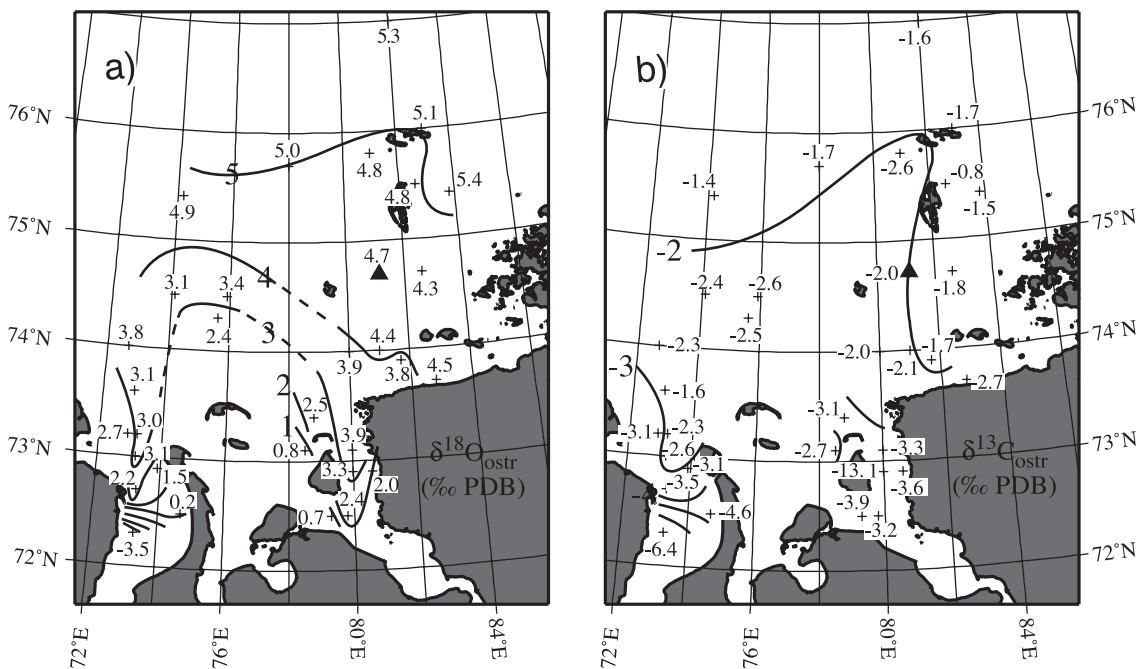 a)
5.3
76°N
5.1
5.0
4.8
5
5.4
4.8
4.9
75°N
4.7
4
4.3
3.1
3.4
2.4
3
74°N
3.8
4.4
3.9
3.8
4.5
3.1
2
2.5
1
2.7
3.0
3.9
73°N
0.8
δ18Oostr
3.1
3.3
(‰ PDB)
2.2
1.5
2.0
0.2
2.4
0.7
-3.5
72°N
72°E
76°E
80°E
84°E
b)
-1.6
76°N
-1.7
-1.7
-2.6
-0.8
-1.4
-1.5
75°N
-2
-2.0
-2.4
-2.6
-1.8
-2.5
74°N
-2.3
-2.0
-1.7
-2.1
-3
-2.7
-1.6
-3.1
-3.1
-2.3
73°N
-2.6
-2.7
-3.3
δ13Costr
-3.1
-13.1
(‰ PDB)
-3.5
-3.6
-4.6
-3.9
-3.2
-6.4
72°N
72°E
76°E
80°E
84°E